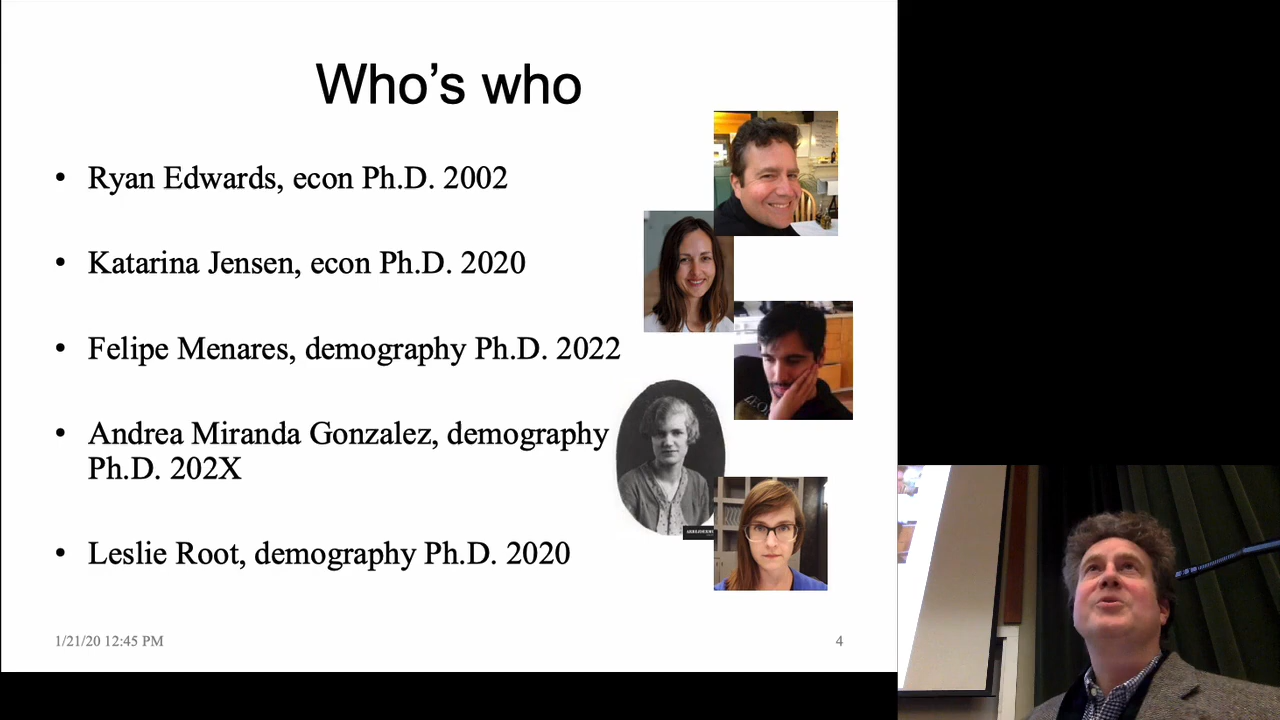 Who's who
• Ryan Edwards, econ Ph.D. 2002
• Katarina Jensen, econ Ph.D. 2020
• Felipe Menares, demography Ph.D. 2022
• Andrea Miranda Gonzalez, demography
Ph.D. 202X
• Leslie Root, demography Ph.D. 2020
1/21/20 12:45 PM
4